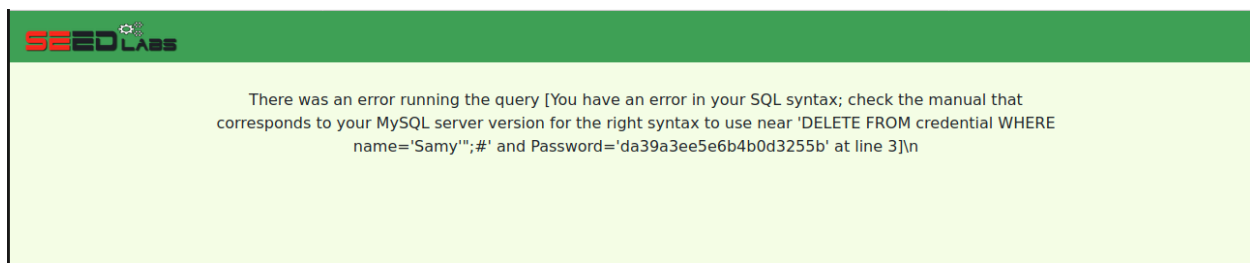 SEEDLABS
There was an error running the query [You have an error in your SQL syntax; check the manual that
corresponds to your MySQL server version for the right syntax to use near 'DELETE FROM credential WHERE
name='Samy'";#' and Password='da39a3ee5e6b4b0d3255b' at line 3]\n